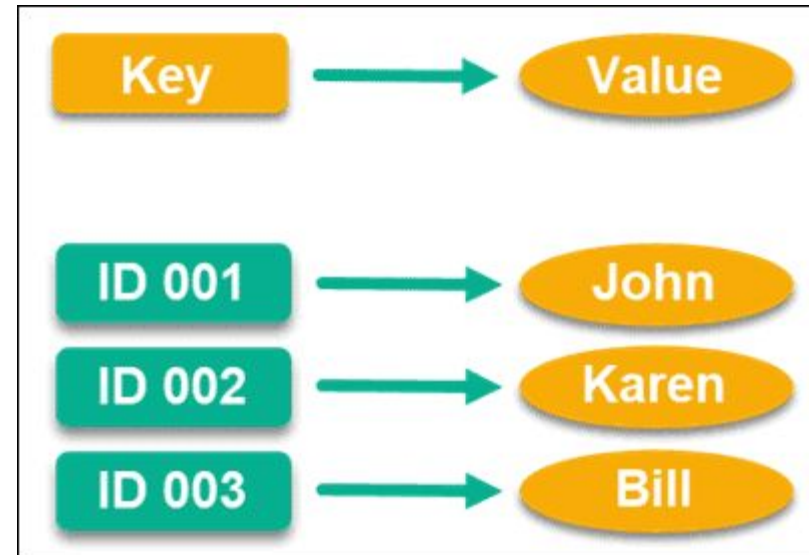 Key Value
ID 001 John
ID 002 Karen
ID 003 Bill